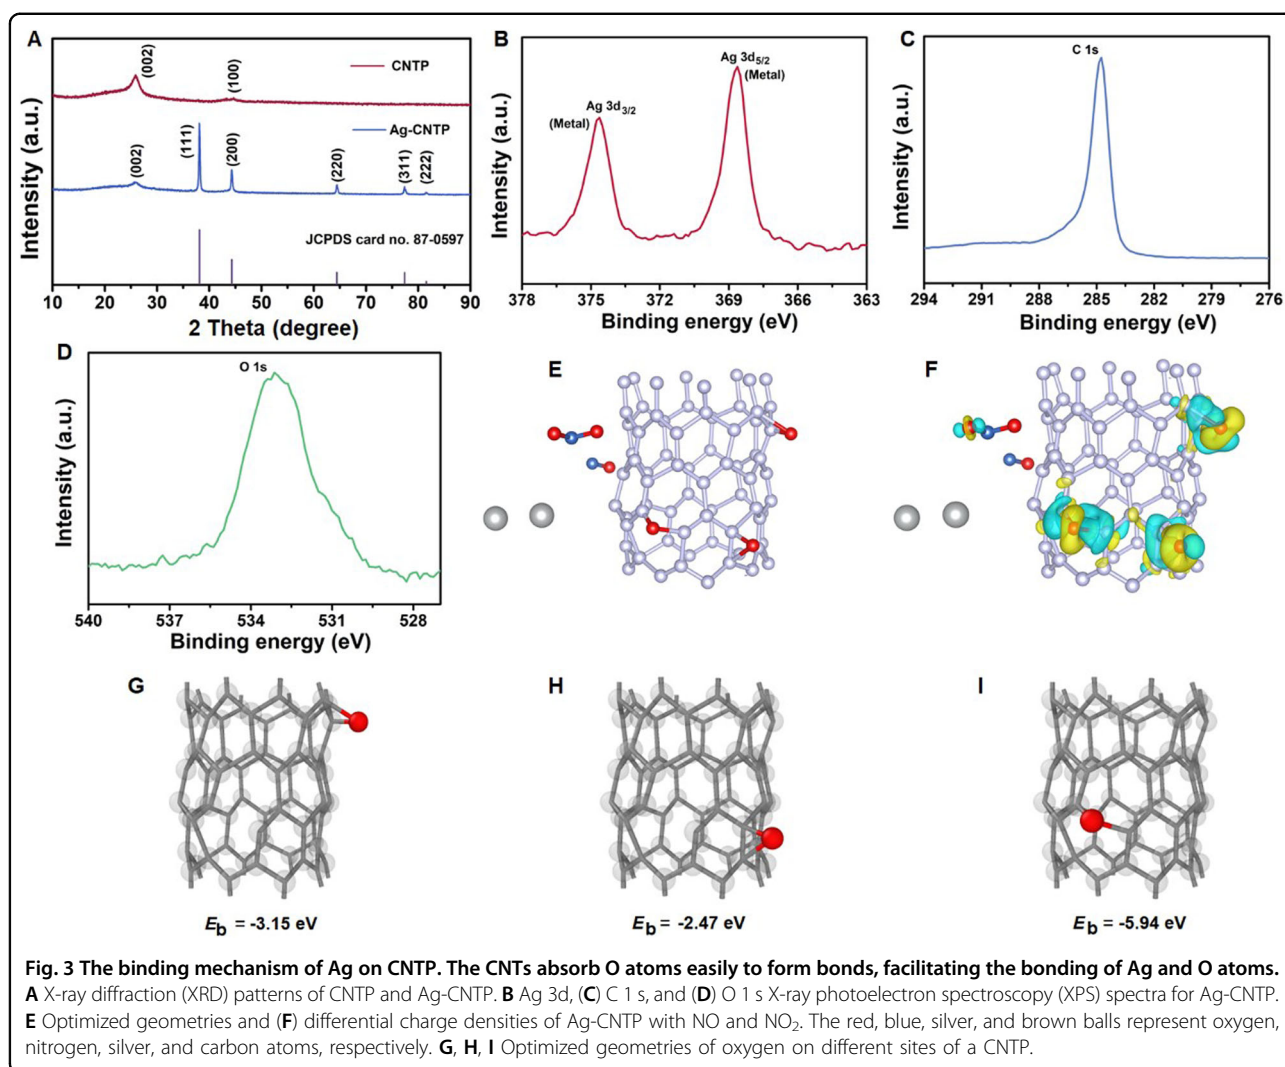 A
CNTP
(002)
(100)
Ag-CNTP
(002)
(111)
(200)
(220)
(311)
(222)
JCPDS card no. 87-0597
Intensity (a.u.)
10 20 30 40 50 60 70 80 90
2 Theta (degree)
B
Ag 3d5/2
(Metal)
Ag 3d3/2
(Metal)
Intensity (a.u.)
378 375 372 369 366 363
Binding energy (eV)
C
C 1s
Intensity (a.u.)
294 291 288 285 282 279 276
Binding energy (eV)
D
O 1s
Intensity (a.u.)
540 537 534 531 528
Binding energy (eV)
E
F
G
H
I
Eb = -3.15 eV
Eb = -2.47 eV
Eb = -5.94 eV
Fig. 3 The binding mechanism of Ag on CNTP. The CNTs absorb O atoms easily to form bonds, facilitating the bonding of Ag and O atoms.
A X-ray diffraction (XRD) patterns of CNTP and Ag-CNTP. B Ag 3d, (C) C 1 s, and (D) O 1 s X-ray photoelectron spectroscopy (XPS) spectra for Ag-CNTP.
E Optimized geometries and (F) differential charge densities of Ag-CNTP with NO and NO₂. The red, blue, silver, and brown balls represent oxygen,
nitrogen, silver, and carbon atoms, respectively. G, H, I Optimized geometries of oxygen on different sites of a CNTP.